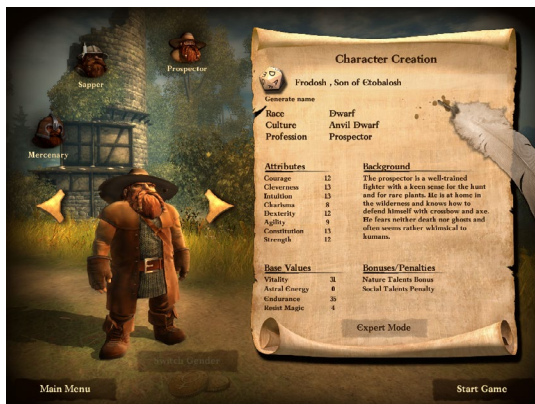 Sapper
Prospector
Mercenary
Switch Gender
Main Menu
Character Creation
Frodosh , Son of Etobalosh
Generate name
Race Dwarf
Culture Anvil Dwarf
Profession Prospector
Attributes
Courage 12
Cleverness 13
Intuition 13
Charisma 8
Dexterity 12
Agility 9
Constitution 13
Strength 12
Background
The prospector is a well-trained
fighter with a keen sense for the hunt
and for rare plants. He is at home in
the wilderness and knows how to
defend himself with crossbow and axe.
He fears neither death nor ghosts and
often seems rather whimsical to
humans.
Base Values
Vitality 31
Astral Energy 0
Endurance 35
Resist Magic 4
Bonuses/Penalties
Nature Talents Bonus
Social Talents Penalty
Expert Mode
Start Game